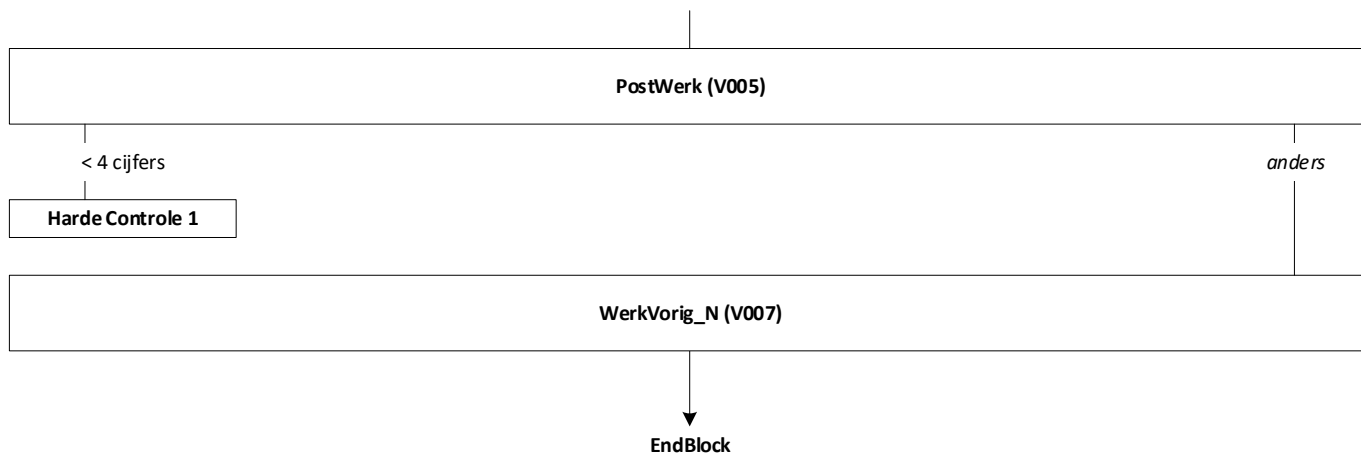 PostWerk (V005)
< 4 cijfers
anders
Harde Controle 1
WerkVorig_N (V007)
EndBlock